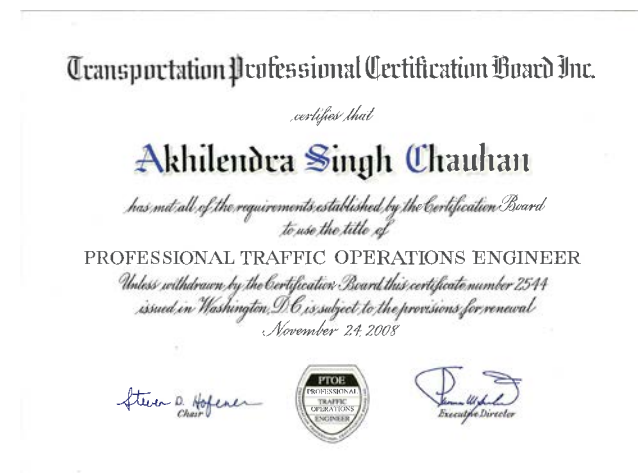 Transportation Professional Certification Board Inc.
certifies that
Akhilendra Singh Chauhan
has met all of the requirements established by the Certification Board
to use the title of
PROFESSIONAL TRAFFIC OPERATIONS ENGINEER
Unless withdrawn by the Certification Board this certificate number 2544
issued in Washington, D.C. is subject to the provisions for renewal
November 24, 2008
Steven D. Hofener
Chair
PTOE
PROFESSIONAL
TRAFFIC
OPERATIONS
ENGINEER
Executive Director